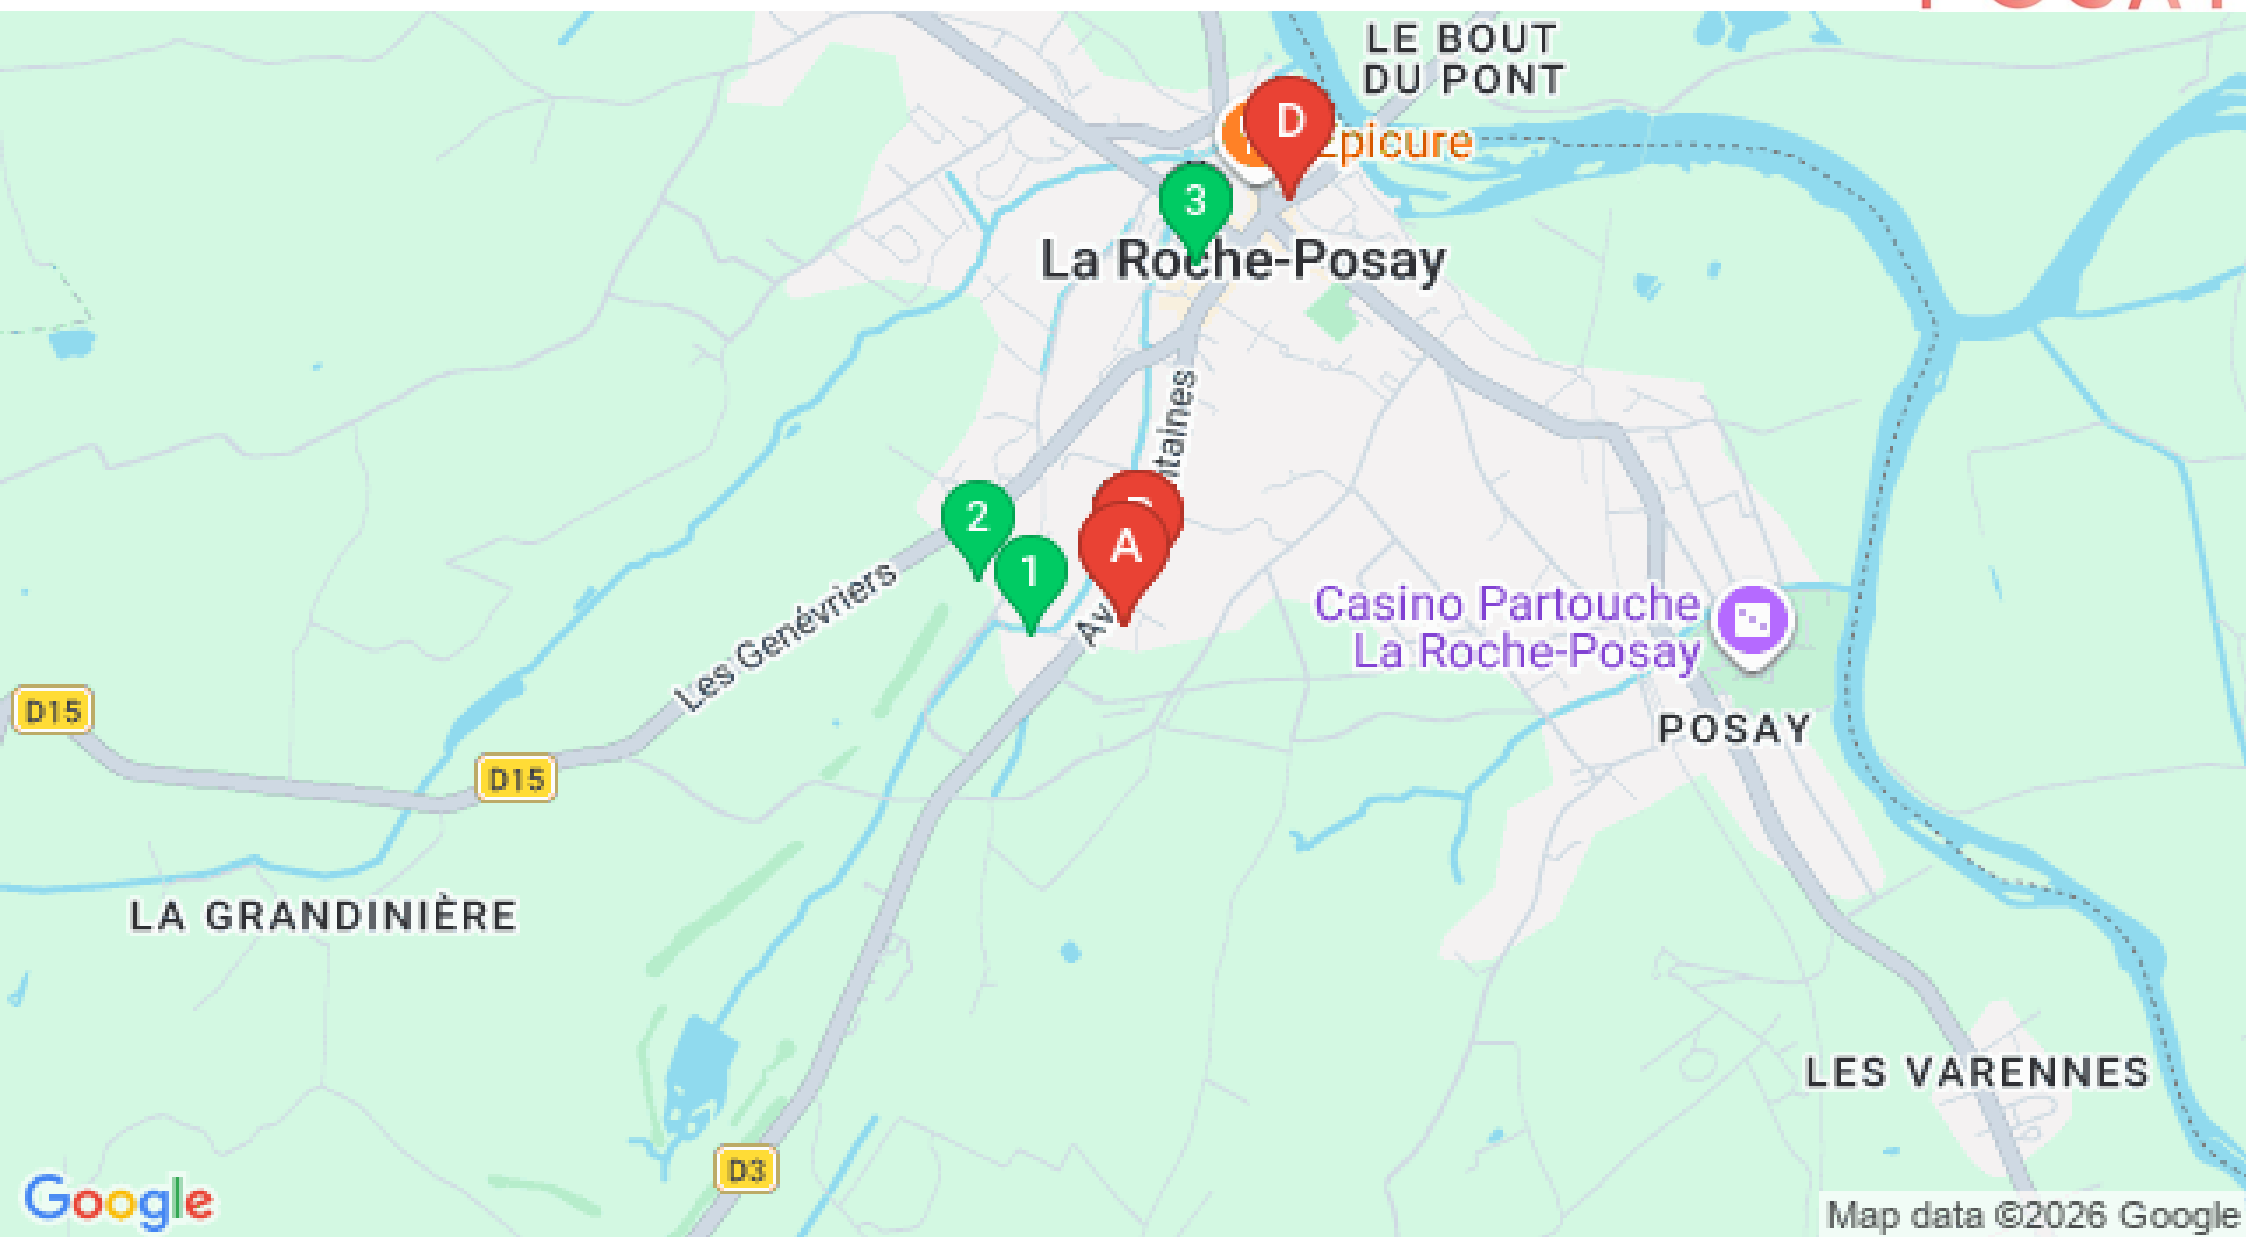 LE BOUT
DU PONT
D
Epicure
3
La Roche-Posay
2
1
A
Av
Les Genévriers
Casino Partouche
La Roche-Posay
D15
D15
POSAY
LA GRANDINIÈRE
LES VARENNES
D3
Google
Map data ©2026 Google